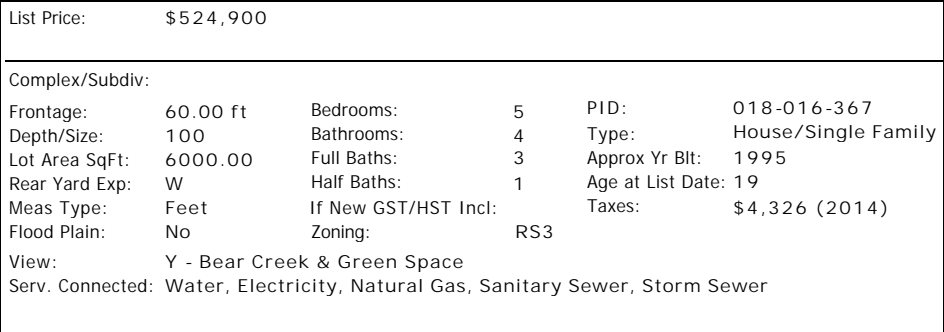 List Price: $524,900
Complex/Subdiv:
Frontage: 60.00 ft Bedrooms: 5 PID: 018-016-367
Depth/Size: 100 Bathrooms: 4 Type: House/Single Family
Lot Area SqFt: 6000.00 Full Baths: 3 Approx Yr Blt: 1995
Rear Yard Exp: W Half Baths: 1 Age at List Date: 19
Meas Type: Feet If New GST/HST Incl: Taxes: $4,326 (2014)
Flood Plain: No Zoning: RS3
View: Y - Bear Creek & Green Space
Serv. Connected: Water, Electricity, Natural Gas, Sanitary Sewer, Storm Sewer